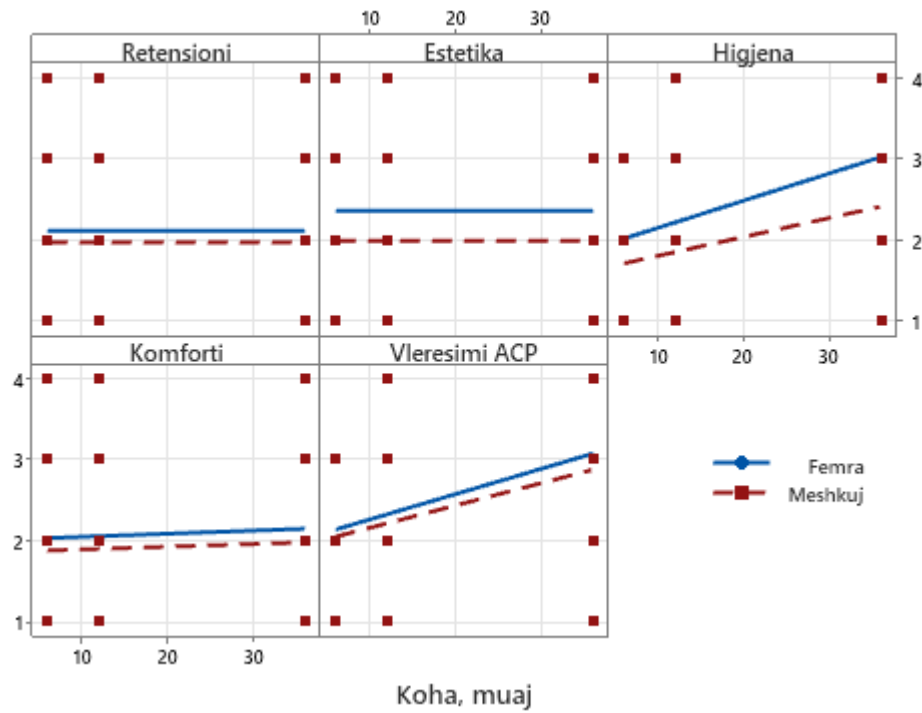 10 20 30
Retensioni Estetika Higjena
4
3
2
1
Komforti Vleresimi ACP
10 20 30
4
3
2
1
Femra
Meshkuj
10 30
20
Koha, muaj